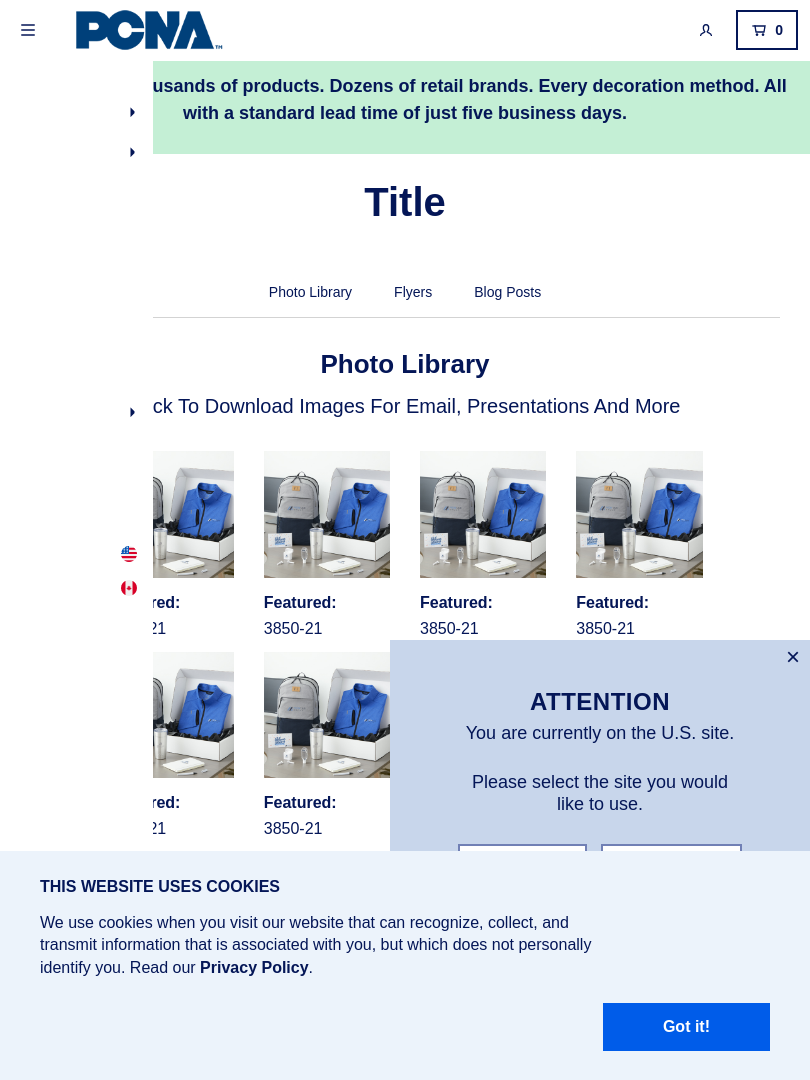 PCNA™
0
usands of products. Dozens of retail brands. Every decoration method. All
with a standard lead time of just five business days.
Title
Photo Library
Flyers
Blog Posts
Photo Library
ck To Download Images For Email, Presentations And More
red:
Featured:
Featured:
Featured:
21
3850-21
3850-21
3850-21
red:
Featured:
21
3850-21
×
ATTENTION
You are currently on the U.S. site.
Please select the site you would
like to use.
THIS WEBSITE USES COOKIES
We use cookies when you visit our website that can recognize, collect, and
transmit information that is associated with you, but which does not personally
identify you. Read our Privacy Policy.
Got it!